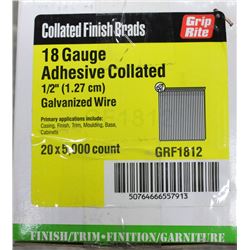 Collated Finish Brads
Grip
Rite
18 Gauge
Adhesive Collated
1/2" (1.27 cm)
Galvanized Wire
Primary applications include:
Casing, Finish, Trim, Moulding, Base,
Cabinets
20 x 5,000 count
GRF1812
50764666557913
FINISH/TRIM•FINITION/GARNITURE